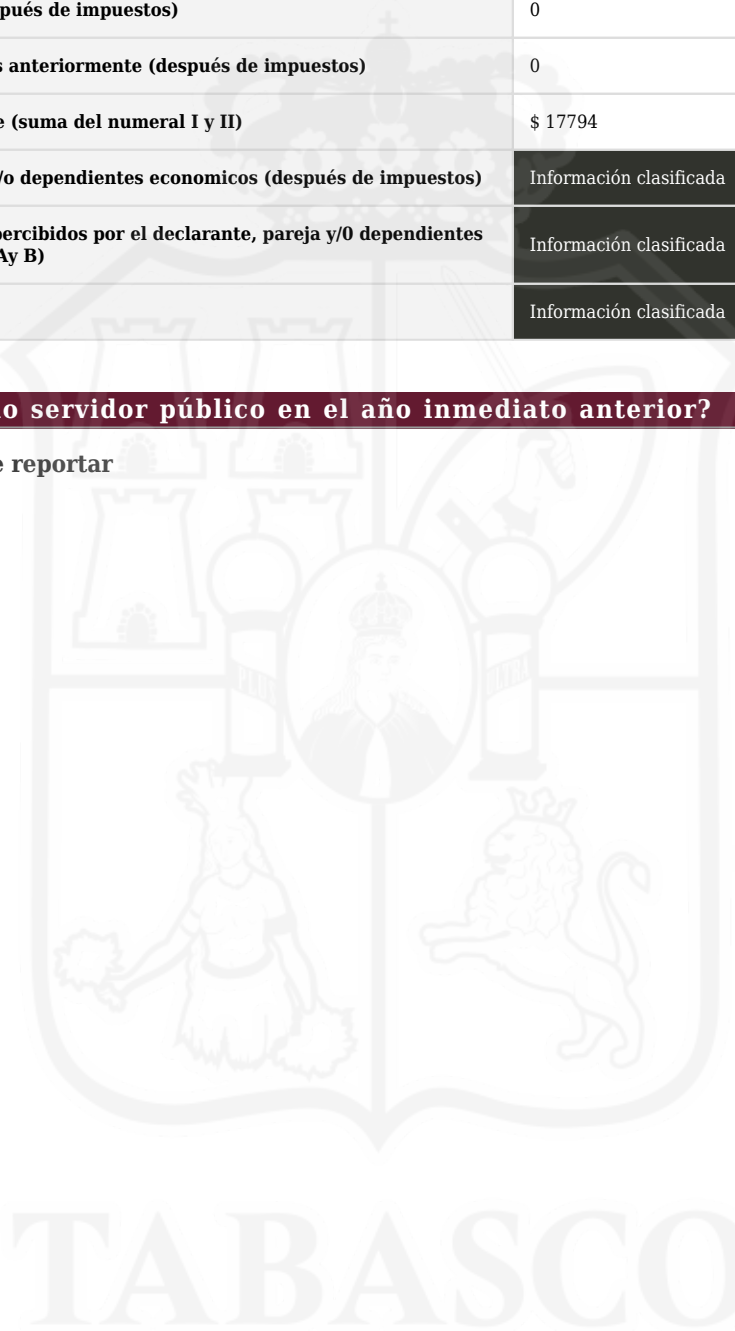 pués de impuestos) 0
s anteriormente (después de impuestos) 0
e (suma del numeral I y II) $ 17794
/o dependientes economicos (después de impuestos) Información clasificada
percibidos por el declarante, pareja y/0 dependientes
Ay B) Información clasificada
Información clasificada
o servidor público en el año inmediato anterior?
e reportar
PLUS ULTRA
TABASCO